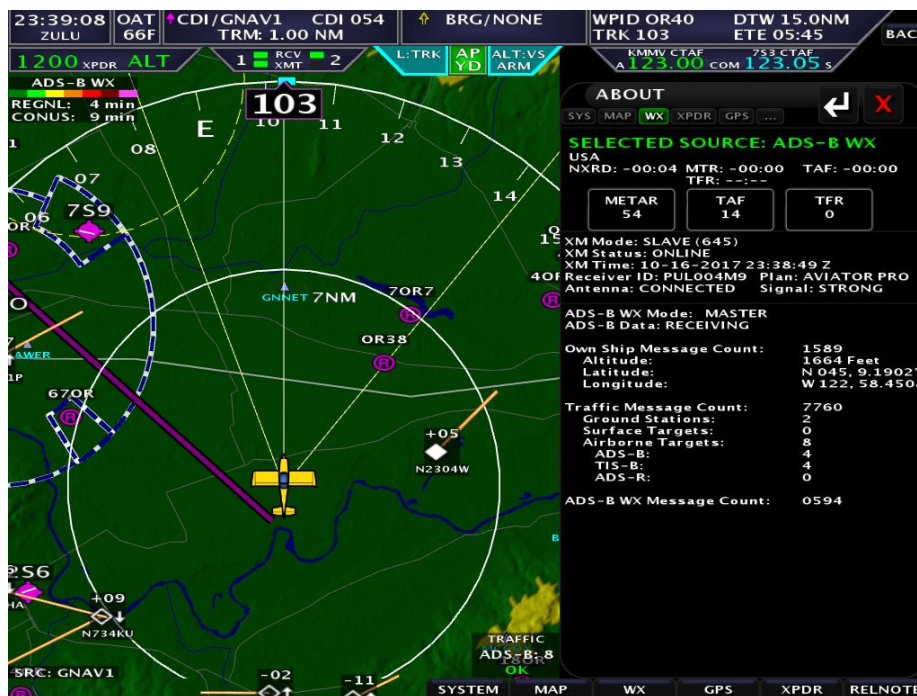 23:39:08
ZULU
OAT
66F
CDI/GNAV1 CDI 054
TRM: 1.00 NM
BRG/NONE
WPID OR40 DTW 15.0NM
TRK 103 ETE 05:45
BAC
1200 XPDR ALT
1 RCV XMT 2
L:TRK
AP
YD
ALT:VS
ARM
KMMV CTAF
A 123.00 COM
7S3 CTAF
123.05 S
ADS-B WX
REGNL: 4 min
CONUS: 9 min
103
E
10
11
12
13
14
15
08
07
06
7S9
GNNET
7NM
7OR7
OR38
AWER
1P
67OR
+05
N2304W
2S6
HA
+09
N734KU
-02
-11
SRC: GNAV1
TRAFFIC
ADS-B: 8
OK
ABOUT
X
SYS MAP WX XPDR GPS ...
SELECTED SOURCE: ADS-B WX
USA
NXRD: -00:04 MTR: -00:00 TAF: -00:00
TFR: --:--
METAR
54
TAF
14
TFR
0
XM Mode: SLAVE (645)
XM Status: ONLINE
XM Time: 10-16-2017 23:38:49 Z
Receiver ID: PUL004M9 Plan: AVIATOR PRO
Antenna: CONNECTED Signal: STRONG
ADS-B WX Mode: MASTER
ADS-B Data: RECEIVING
Own Ship Message Count: 1589
Altitude: 1664 Feet
Latitude: N 045, 9.1902'
Longitude: W 122, 58.450
Traffic Message Count: 7760
Ground Stations: 2
Surface Targets: 0
Airborne Targets: 8
ADS-B: 4
TIS-B: 4
ADS-R: 0
ADS-B WX Message Count: 0594
SYSTEM MAP WX GPS XPDR RELNOT